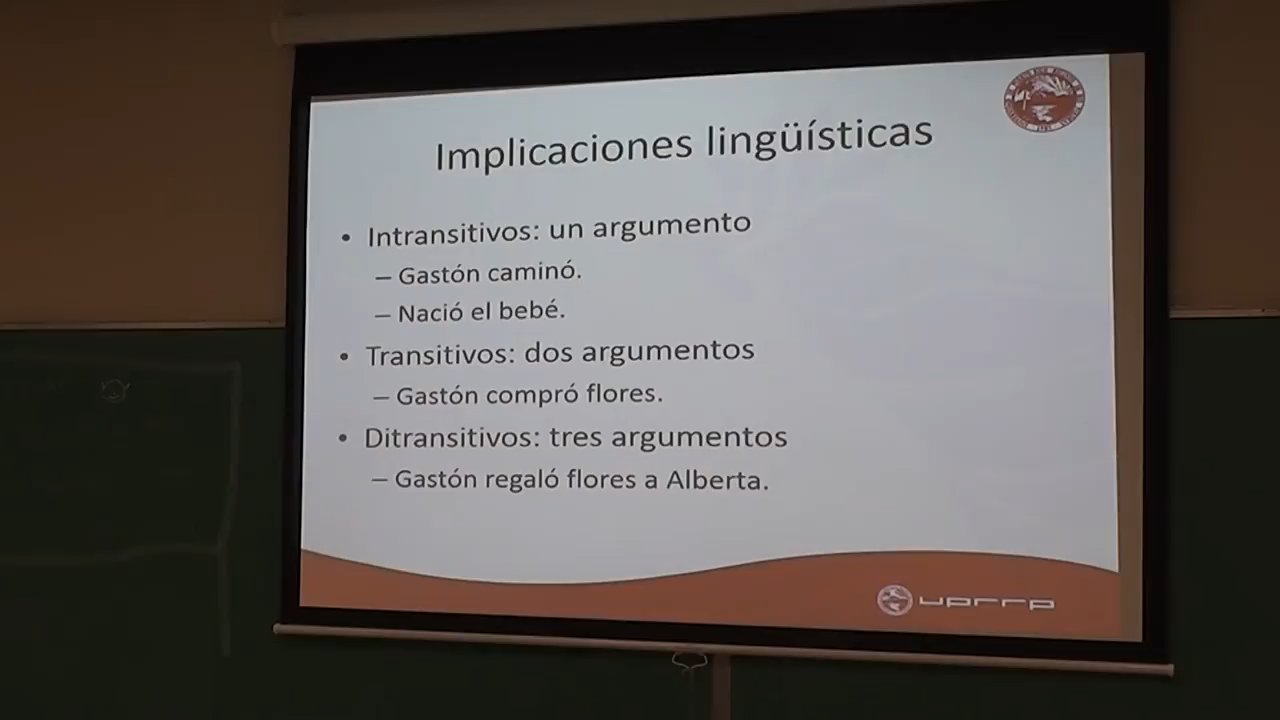 Implicaciones lingüísticas
• Intransitivos: un argumento
– Gastón caminó.
– Nació el bebé.
• Transitivos: dos argumentos
– Gastón compró flores.
• Ditransitivos: tres argumentos
– Gastón regaló flores a Alberta.
uprrp